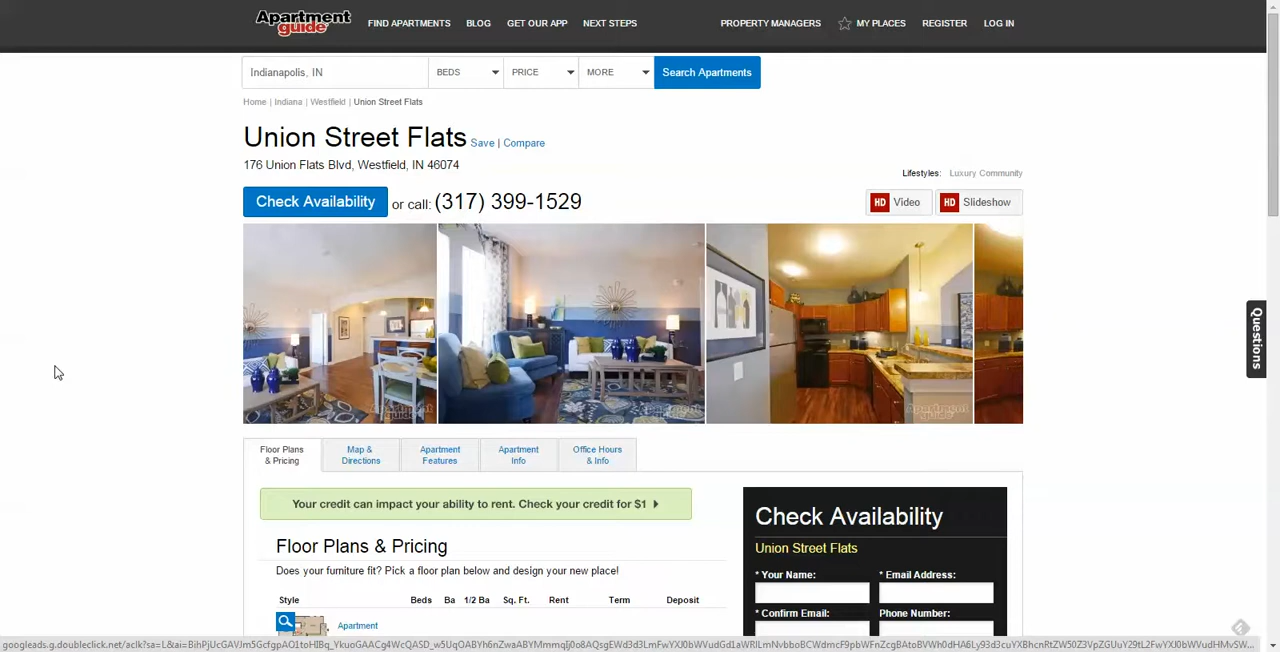 Apartment guide
FIND APARTMENTS BLOG GET OUR APP NEXT STEPS PROPERTY MANAGERS MY PLACES REGISTER LOG IN
Indianapolis, IN BEDS PRICE MORE Search Apartments
Home | Indiana | Westfield | Union Street Flats
Union Street Flats Save | Compare
176 Union Flats Blvd, Westfield, IN 46074
Lifestyles: Luxury Community
Check Availability or call: (317) 399-1529 HD Video HD Slideshow
Questions
Apartment guide Apartment guide Apartment guide
Floor Plans & Pricing
Map & Directions
Apartment Features
Apartment Info
Office Hours & Info
Your credit can impact your ability to rent. Check your credit for $1
Floor Plans & Pricing
Does your furniture fit? Pick a floor plan below and design your new place!
Style Beds Ba 1/2 Ba Sq. Ft. Rent Term Deposit
Apartment
Check Availability
Union Street Flats
* Your Name: * Email Address:
* Confirm Email: Phone Number: